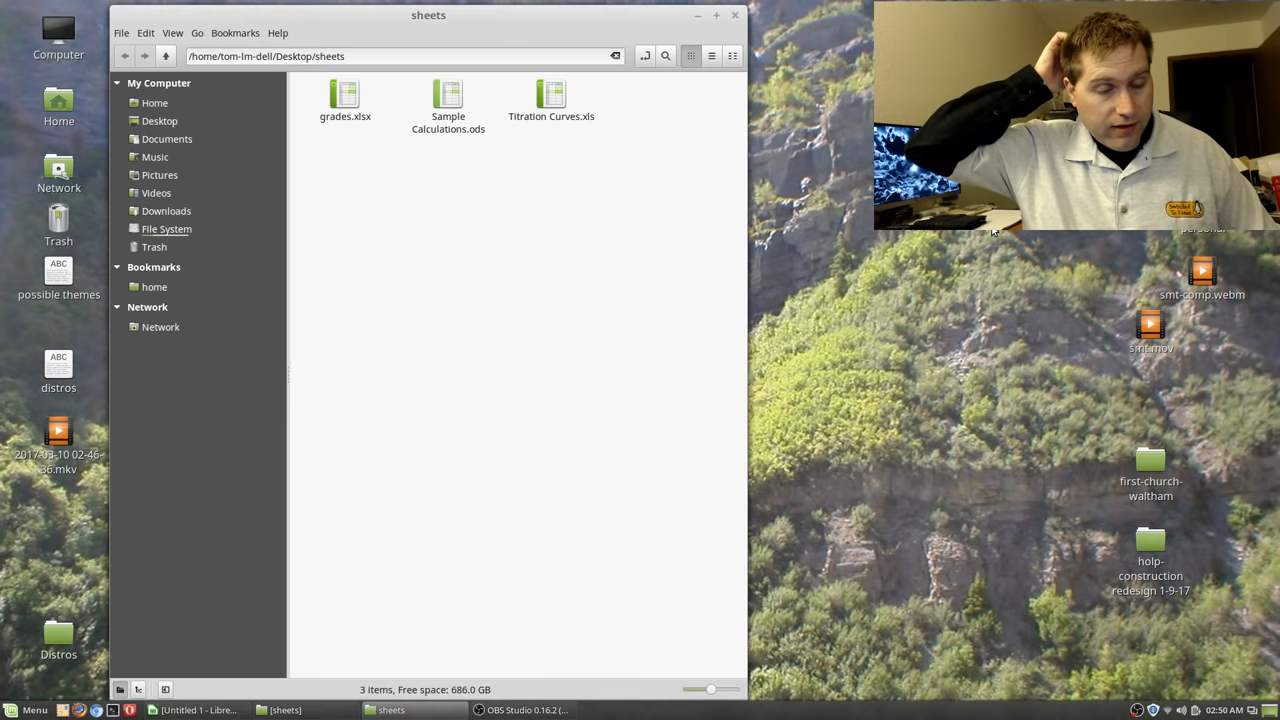 sheets
File Edit View Go Bookmarks Help
/home/tom-lm-dell/Desktop/sheets
My Computer
Home
Desktop
Documents
Music
Pictures
Videos
Downloads
File System
Trash
Bookmarks
home
Network
Network
grades.xlsx
Sample
Calculations.ods
Titration Curves.xls
3 items, Free space: 686.0 GB
Computer
Home
Network
Trash
ABC
possible themes
ABC
distros
2017-03-10 02-46-
36.mkv
Distros
Switched
To Linux
smt-comp.webm
smt.mov
first-church-
waltham
holp-
construction
redesign 1-9-17
Menu
[Untitled 1 - Libre...
[sheets]
sheets
OBS Studio 0.16.2 (...
02:50 AM